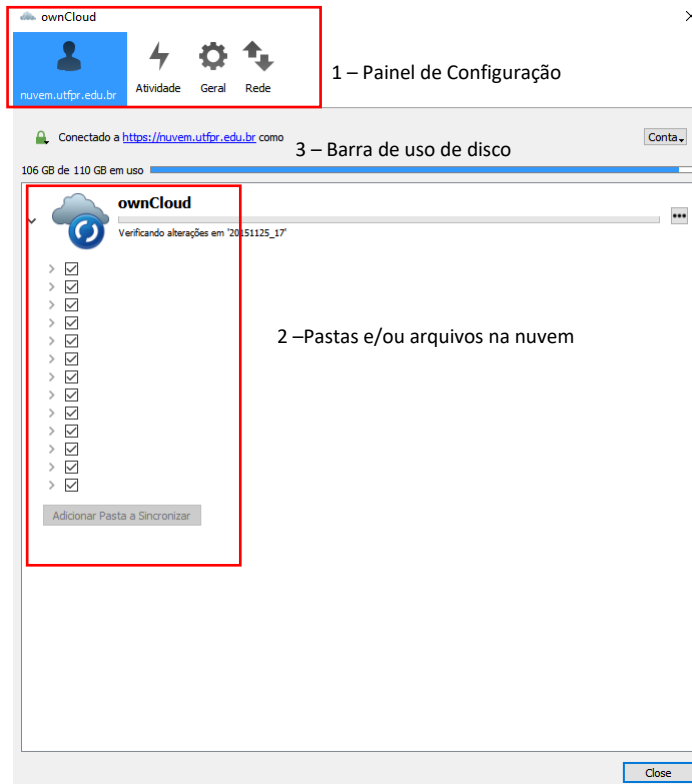 ownCloud
nuvem.utfpr.edu.br
Atividade
Geral
Rede
1 – Painel de Configuração
Conectado a https://nuvem.utfpr.edu.br como
3 – Barra de uso de disco
Conta
106 GB de 110 GB em uso
ownCloud
Verificando alterações em '20151125_17'
2 –Pastas e/ou arquivos na nuvem
Adicionar Pasta a Sincronizar
Close